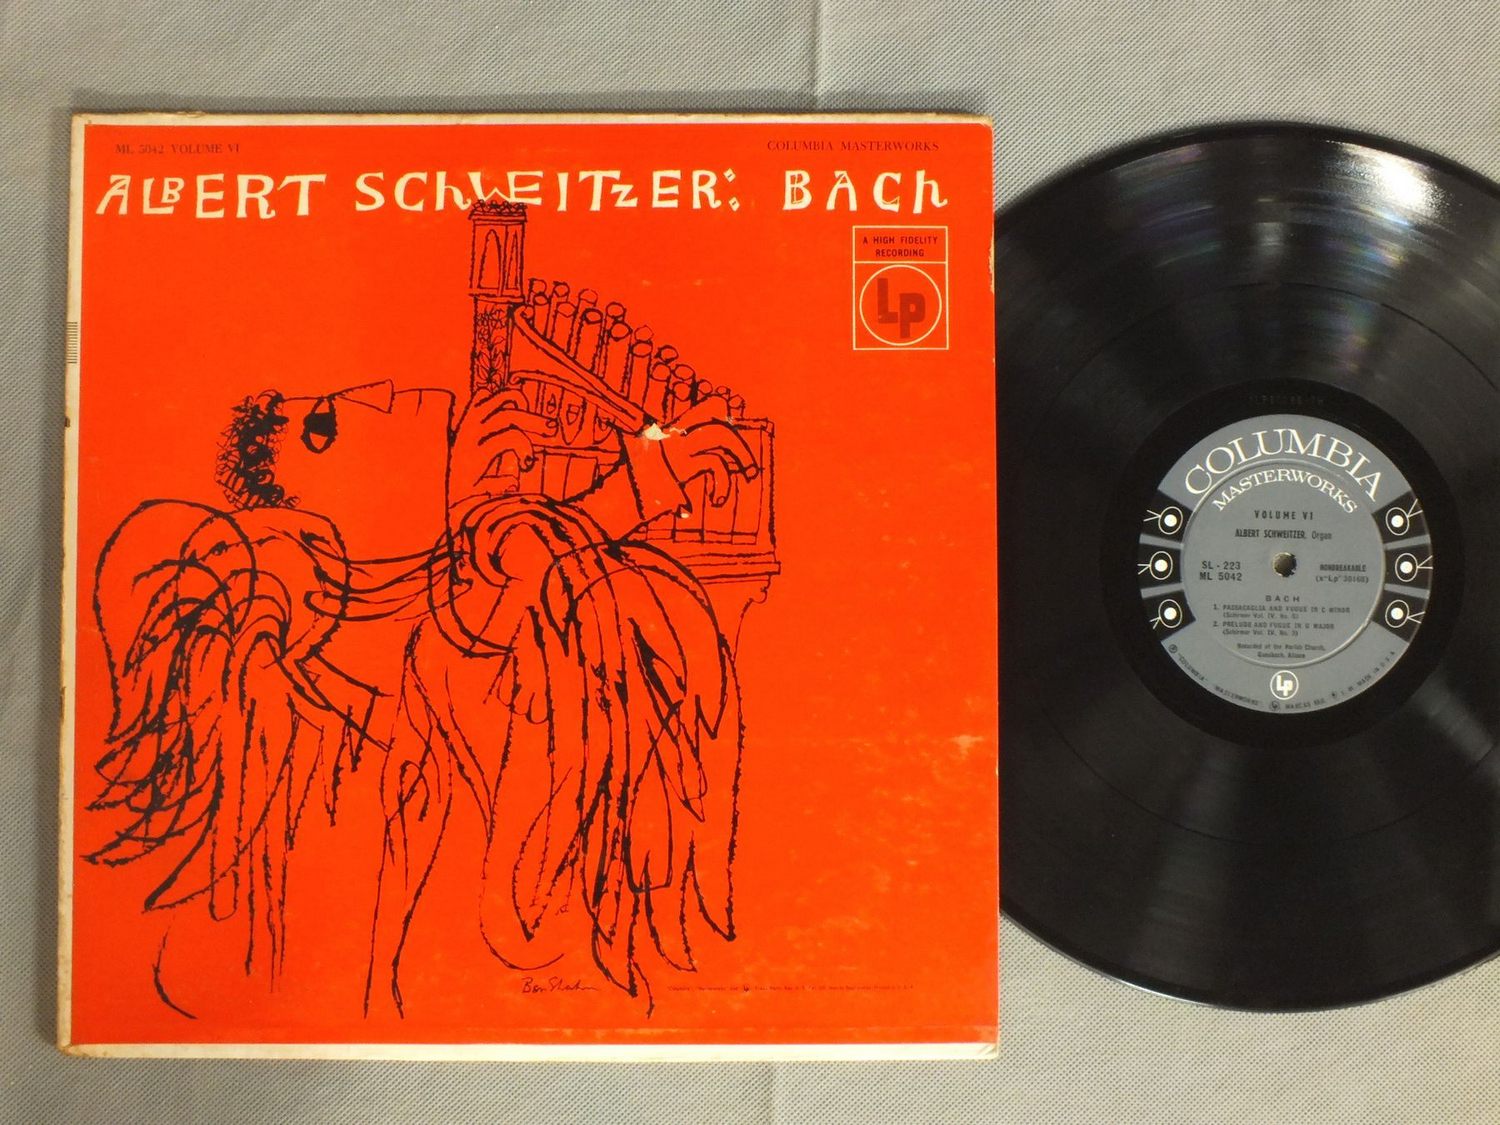 ML 5042 VOLUME VI
COLUMBIA MASTERWORKS
ALBERT SCHWEITZER: BACH
A HIGH FIDELITY
RECORDING
Lp
Ben Shahn
COLUMBIA
MASTERWORKS
VOLUME VI
ALBERT SCHWEITZER, Organ
SL - 223
ML 5042
NONBREAKABLE
BACH
1. PASSACAGLIA AND FUGUE IN C MINOR
2. PRELUDE AND FUGUE IN
MAJOR
Recorded at the Parish Church,
Gunsbach, Alsace
Lp